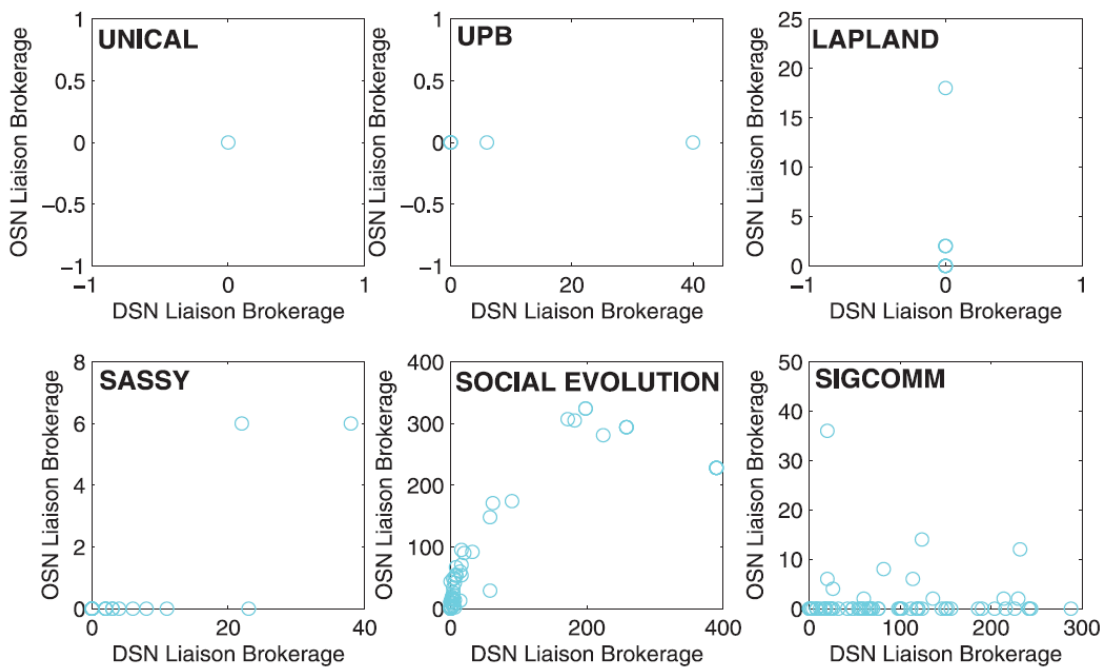 UNICAL
OSN Liaison Brokerage
1
0.5
0
−0.5
−1
−1 0 1
DSN Liaison Brokerage
UPB
OSN Liaison Brokerage
1
0.5
0
−0.5
−1
0 20 40
DSN Liaison Brokerage
LAPLAND
OSN Liaison Brokerage
25
20
15
10
5
0
−1 0 1
DSN Liaison Brokerage
SASSY
OSN Liaison Brokerage
8
6
4
2
0
0 20 40
DSN Liaison Brokerage
SOCIAL EVOLUTION
OSN Liaison Brokerage
400
300
200
100
0
0 200 400
DSN Liaison Brokerage
SIGCOMM
OSN Liaison Brokerage
50
40
30
20
10
0
0 100 200 300
DSN Liaison Brokerage